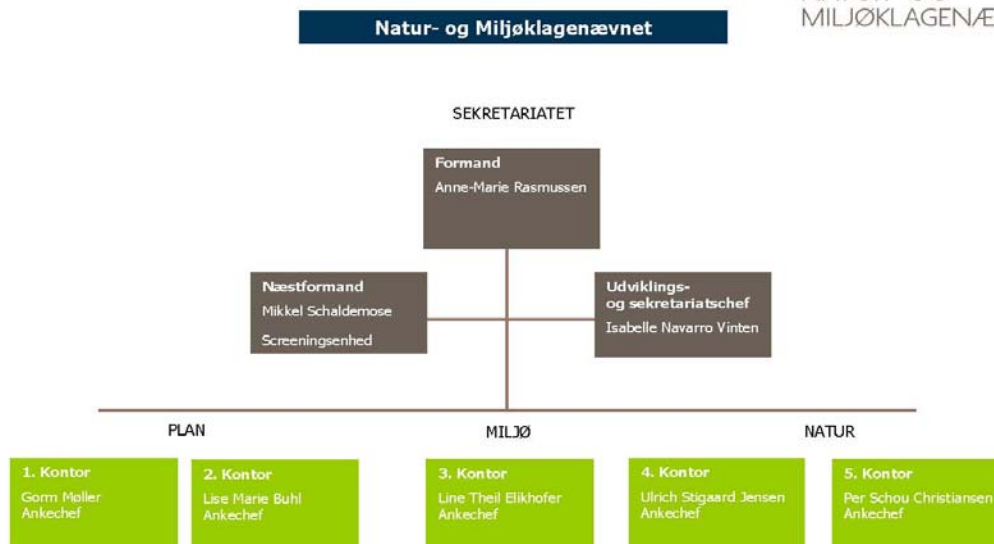 Natur- og Miljøklagenævnet
MILJØKLAGENÆ
SEKRETARIATET
Formand
Anne-Marie Rasmussen
Næstformand
Mikkel Schaldemose
Screeningsenhed
Udviklings-
og sekretariatschef
Isabelle Navarro Vinten
PLAN
MILJØ
NATUR
1. Kontor
Gorm Møller
Ankechef
2. Kontor
Lise Marie Buhl
Ankechef
3. Kontor
Line Theil Elikhofer
Ankechef
4. Kontor
Ulrich Stigaard Jensen
Ankechef
5. Kontor
Per Schou Christiansen
Ankechef